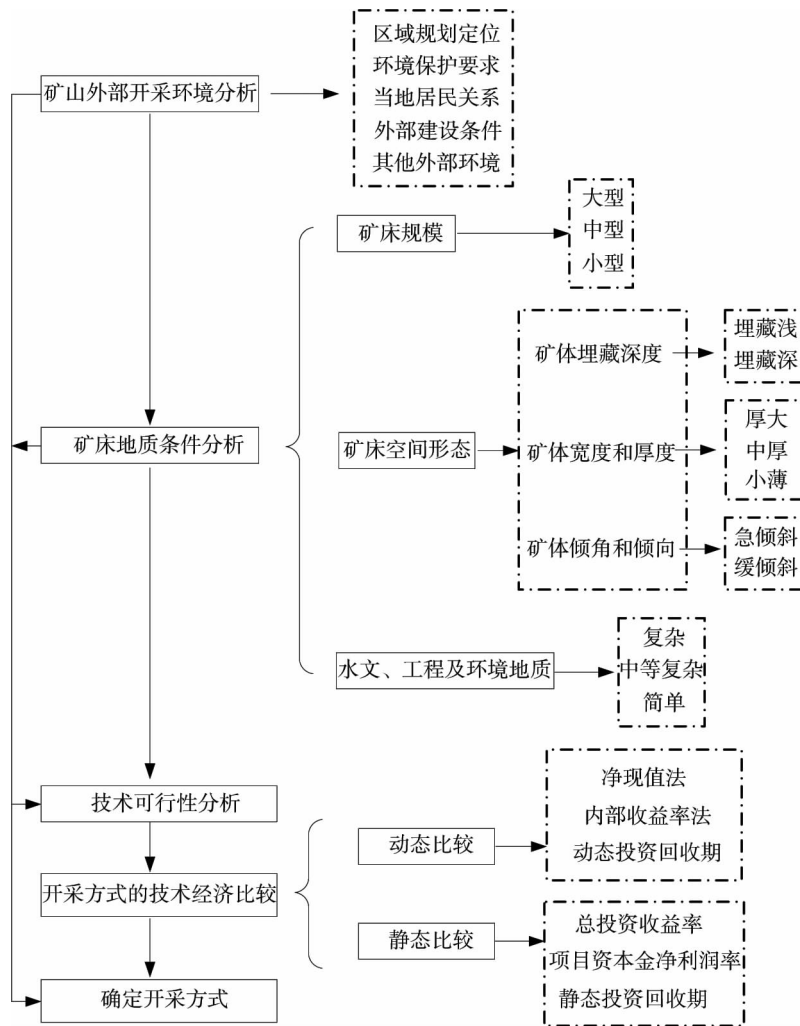 区域规划定位
环境保护要求
当地居民关系
外部建设条件
其他外部环境
矿山外部开采环境分析
矿床规模
大型
中型
小型
矿体埋藏深度
埋藏浅
埋藏深
矿床地质条件分析
矿床空间形态
矿体宽度和厚度
厚大
中厚
小薄
矿体倾角和倾向
急倾斜
缓倾斜
水文、工程及环境地质
复杂
中等复杂
简单
技术可行性分析
动态比较
净现值法
内部收益率法
动态投资回收期
开采方式的技术经济比较
静态比较
总投资收益率
项目资本金净利润率
静态投资回收期
确定开采方式